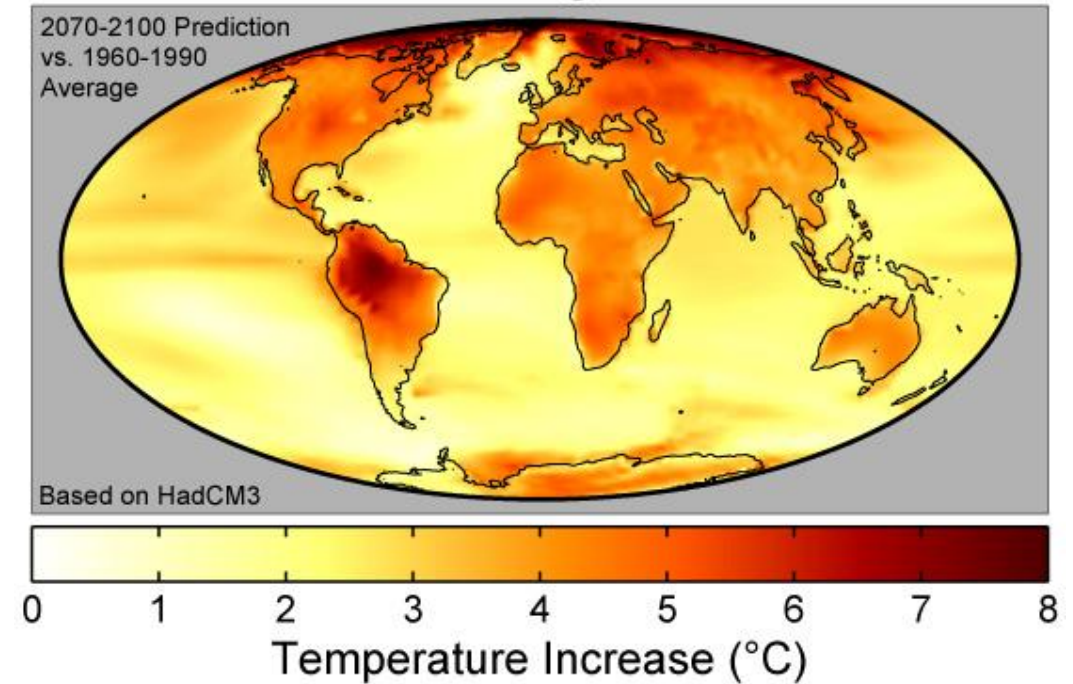 2070-2100 Prediction
vs. 1960-1990
Average
Based on HadCM3
0 1 2 3 4 5 6 7 8
Temperature Increase (°C)